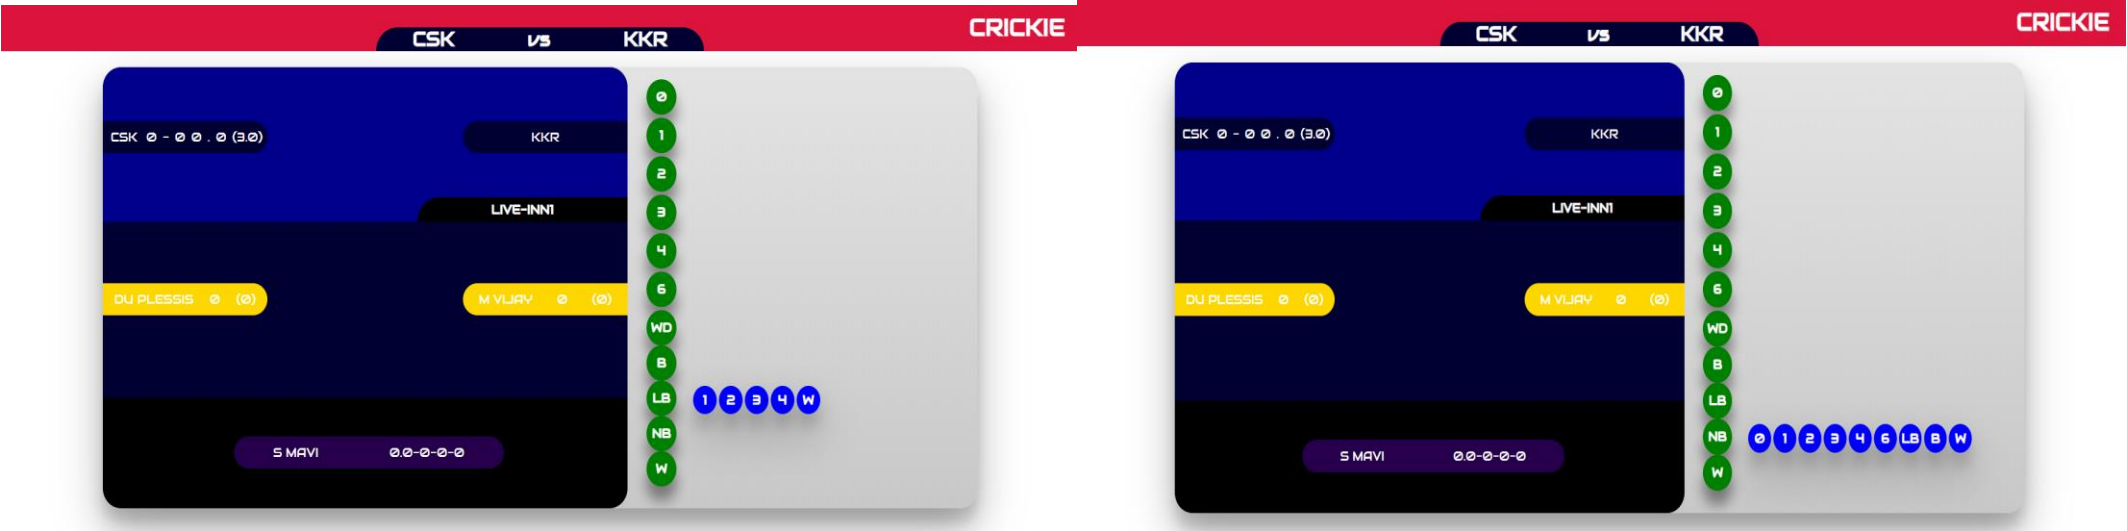 CRICKIE
CSK VS KKR
0
CSK 0 - 0 0 . 0 (3.0) KKR
1
2
LIVE-INN1
3
4
6
DU PLESSIS 0 (0) M VIJAY 0 (0)
WD
B
LB 1 2 3 4 W
NB
S MAVI 0.0-0-0-0
W
CRICKIE
CSK VS KKR
0
CSK 0 - 0 0 . 0 (3.0) KKR
1
2
LIVE-INN1
3
4
6
DU PLESSIS 0 (0) M VIJAY 0 (0)
WD
B
LB
NB 0 1 2 3 4 6 LB B W
S MAVI 0.0-0-0-0
W